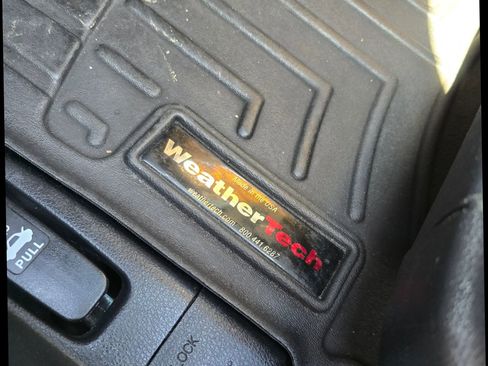 Made in the USA
WeatherTech
weathertech.com 800.441.6287
PULL
LOCK